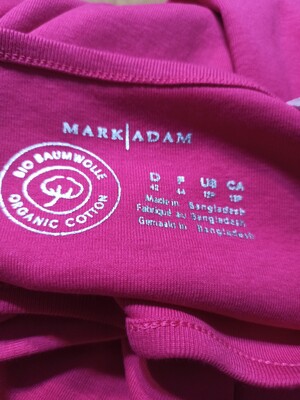 MARK|ADAM
BIO BAUMWOLLE
ORGANIC COTTON
D F US CA
42 44 12P 12P
Made in Bangladesh
Fabriqué au Bangladesh
Gemaakt in Bangladesh